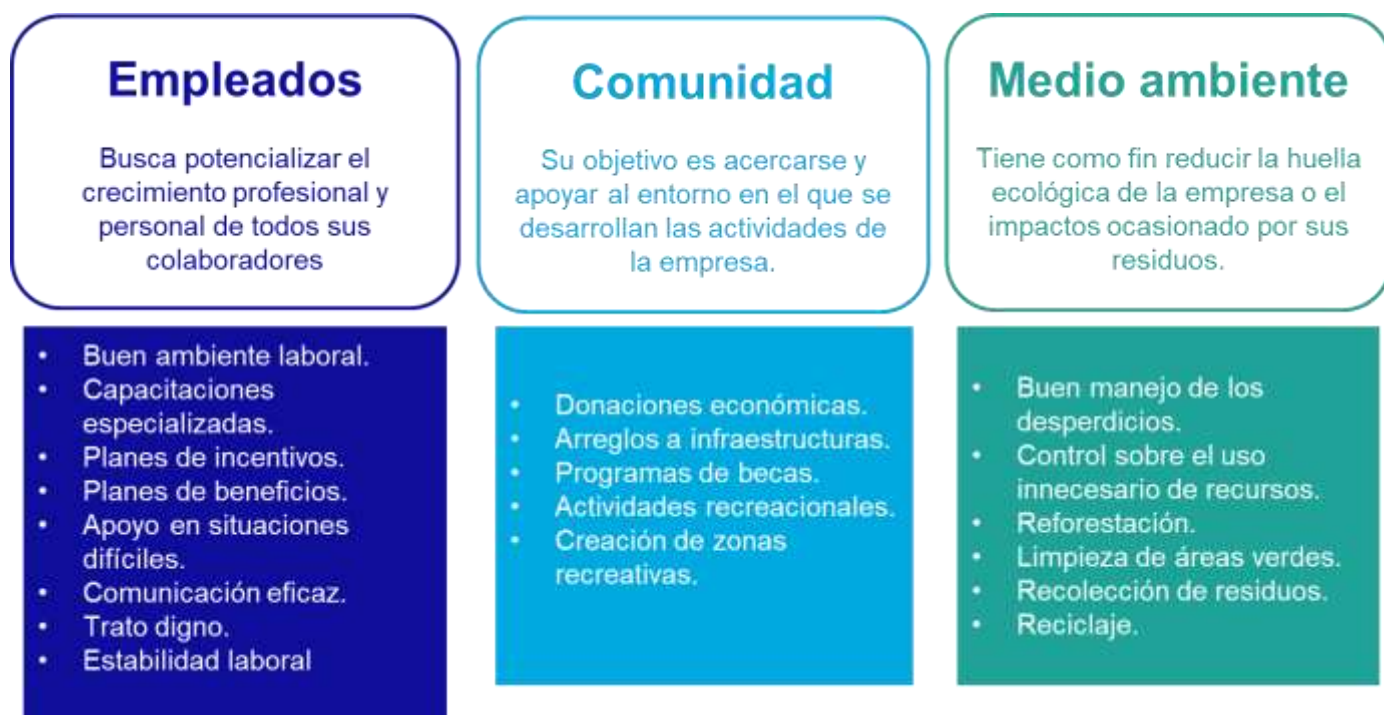 Empleados
Busca potencializar el
crecimiento profesional y
personal de todos sus
colaboradores
• Buen ambiente laboral.
• Capacitaciones
especializadas.
• Planes de incentivos.
• Planes de beneficios.
• Apoyo en situaciones
difíciles.
• Comunicación eficaz.
• Trato digno.
• Estabilidad laboral
Comunidad
Su objetivo es acercarse y
apoyar al entorno en el que se
desarrollan las actividades de
la empresa.
• Donaciones económicas.
• Arreglos a infraestructuras.
• Programas de becas.
• Actividades recreacionales.
• Creación de zonas
recreativas.
Medio ambiente
Tiene como fin reducir la huella
ecológica de la empresa o el
impactos ocasionado por sus
residuos.
• Buen manejo de los
desperdicios.
• Control sobre el uso
innecesario de recursos.
• Reforestación.
• Limpieza de áreas verdes.
• Recolección de residuos.
• Reciclaje.